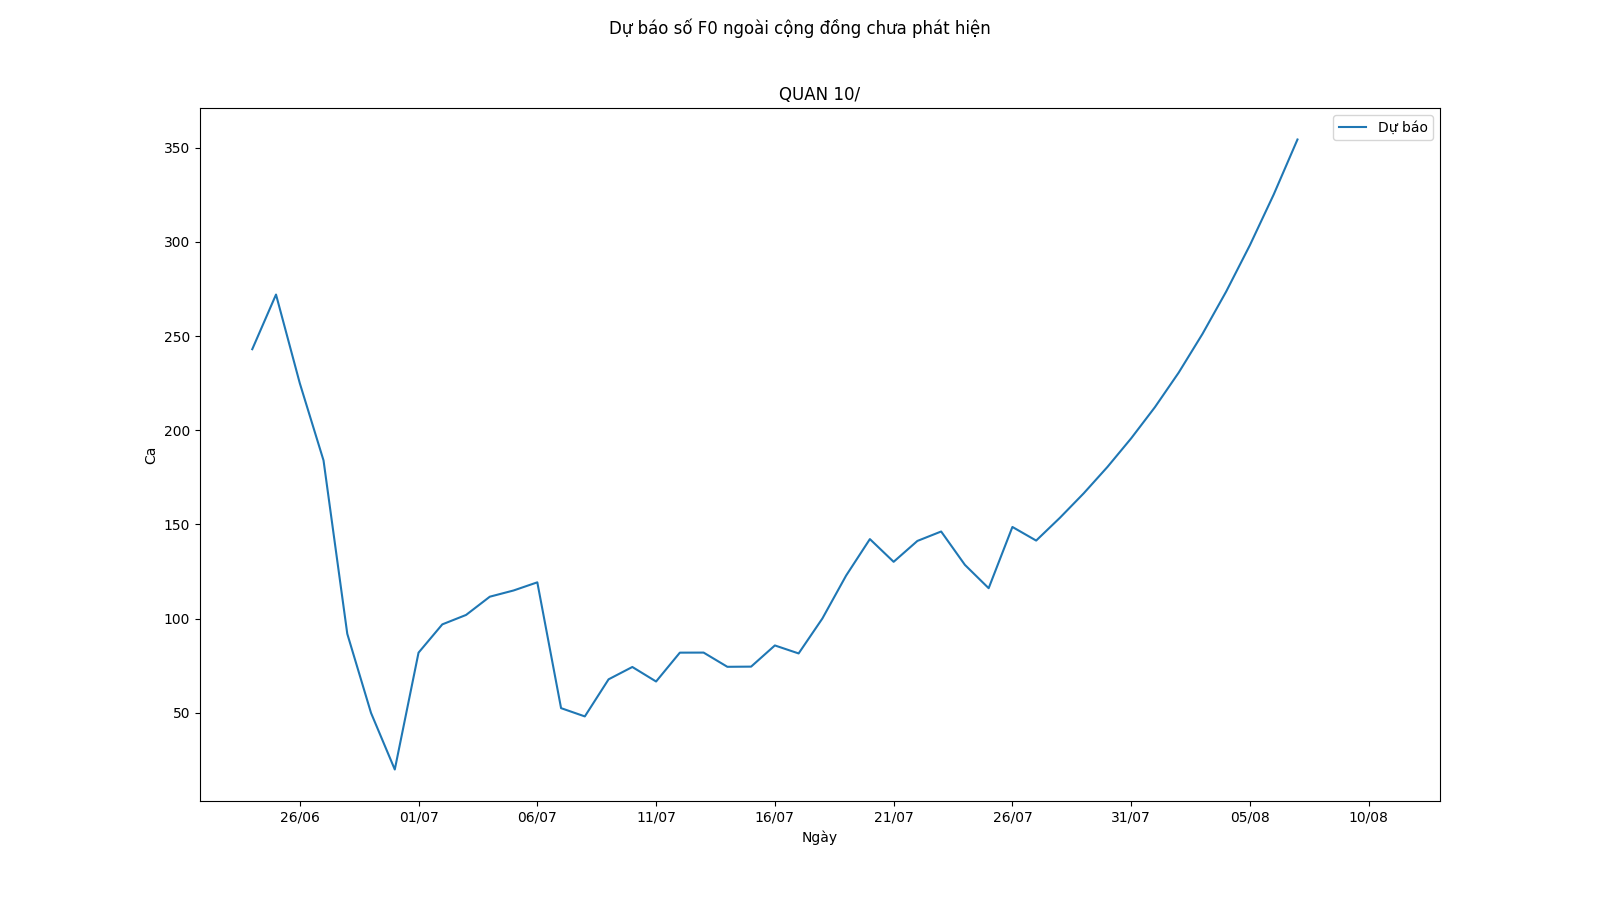 Dự báo số F0 ngoài cộng đồng chưa phát hiện
QUAN 10/
Dự báo
350
300
250
200
150
100
50
Ca
26/06 01/07 06/07 11/07 16/07 21/07 26/07 31/07 05/08 10/08
Ngày